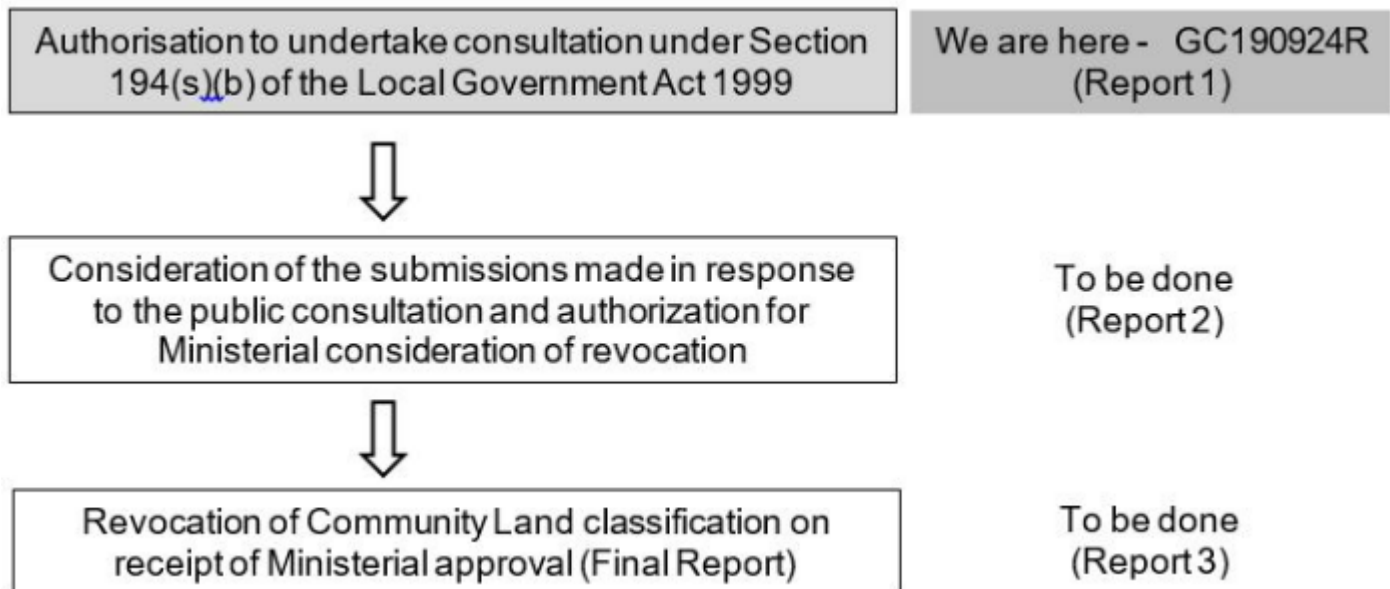 Authorisation to undertake consultation under Section
194(s)(b) of the Local Government Act 1999
We are here - GC190924R
(Report 1)
Consideration of the submissions made in response
to the public consultation and authorization for
Ministerial consideration of revocation
To be done
(Report 2)
Revocation of Community Land classification on
receipt of Ministerial approval (Final Report)
To be done
(Report 3)